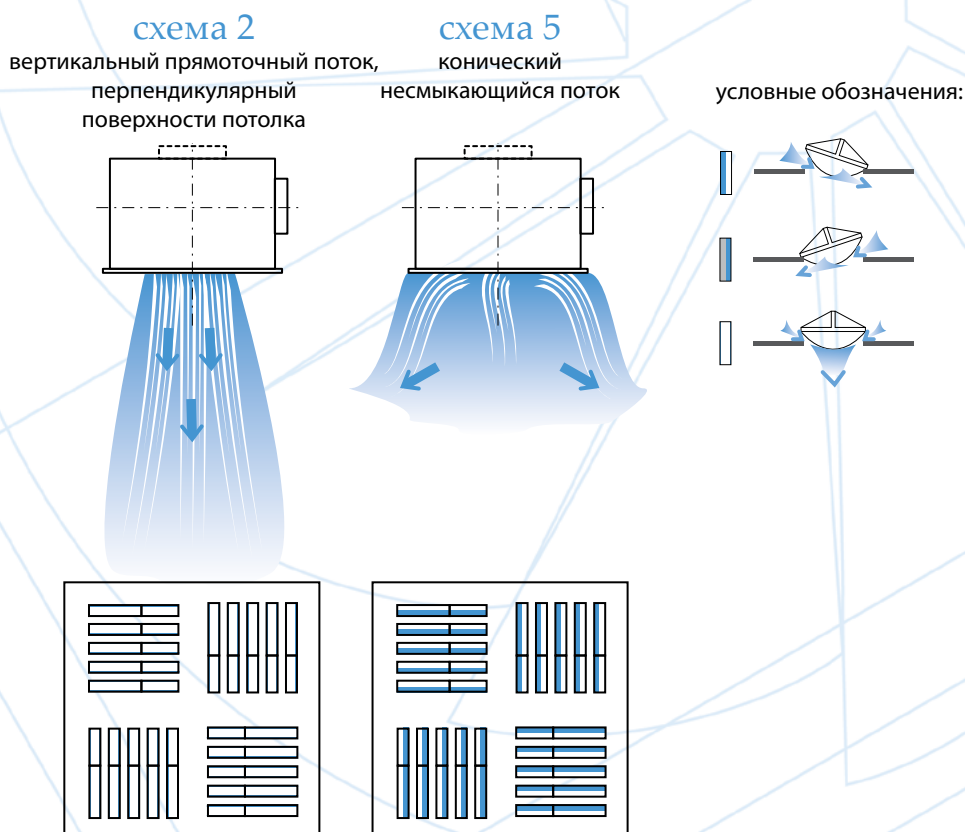 схема 2
вертикальный прямоточный поток,
перпендикулярный
поверхности потолка
схема 5
конический
несмыкающийся поток
условные обозначения: